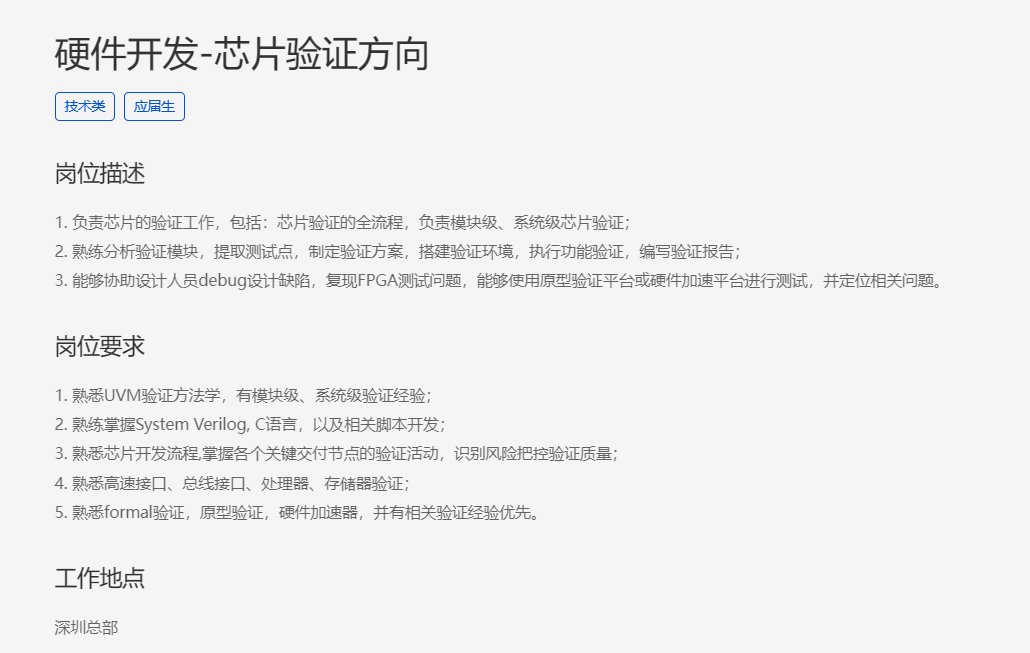 硬件开发-芯片验证方向
技术类 应届生
岗位描述
1. 负责芯片的验证工作，包括：芯片验证的全流程，负责模块级、系统级芯片验证；
2. 熟练分析验证模块，提取测试点，制定验证方案，搭建验证环境，执行功能验证，编写验证报告；
3. 能够协助设计人员debug设计缺陷，复现FPGA测试问题，能够使用原型验证平台或硬件加速平台进行测试，并定位相关问题。
岗位要求
1. 熟悉UVM验证方法学，有模块级、系统级验证经验；
2. 熟练掌握System Verilog, C语言，以及相关脚本开发；
3. 熟悉芯片开发流程,掌握各个关键交付节点的验证活动，识别风险把控验证质量；
4. 熟悉高速接口、总线接口、处理器、存储器验证；
5. 熟悉formal验证，原型验证，硬件加速器，并有相关验证经验优先。
工作地点
深圳总部